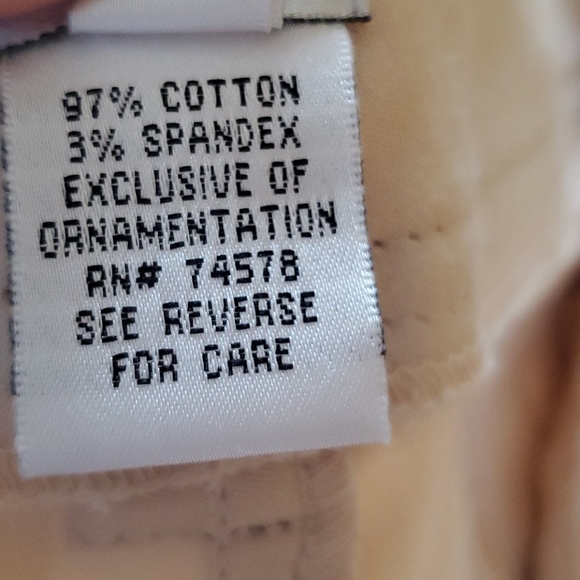 97% COTTON
3% SPANDEX
EXCLUSIVE OF
ORNAMENTATION
RN# 74578
SEE REVERSE
FOR CARE